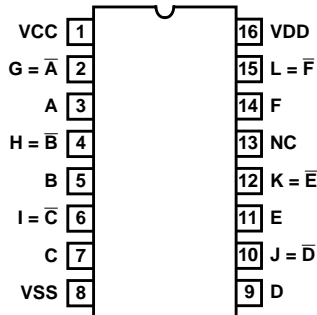 VCC 1 16 VDD
G = A̅ 2 15 L = F̅
A 3 14 F
H = B̅ 4 13 NC
B 5 12 K = E̅
I = C̅ 6 11 E
C 7 10 J = D̅
VSS 8 9 D